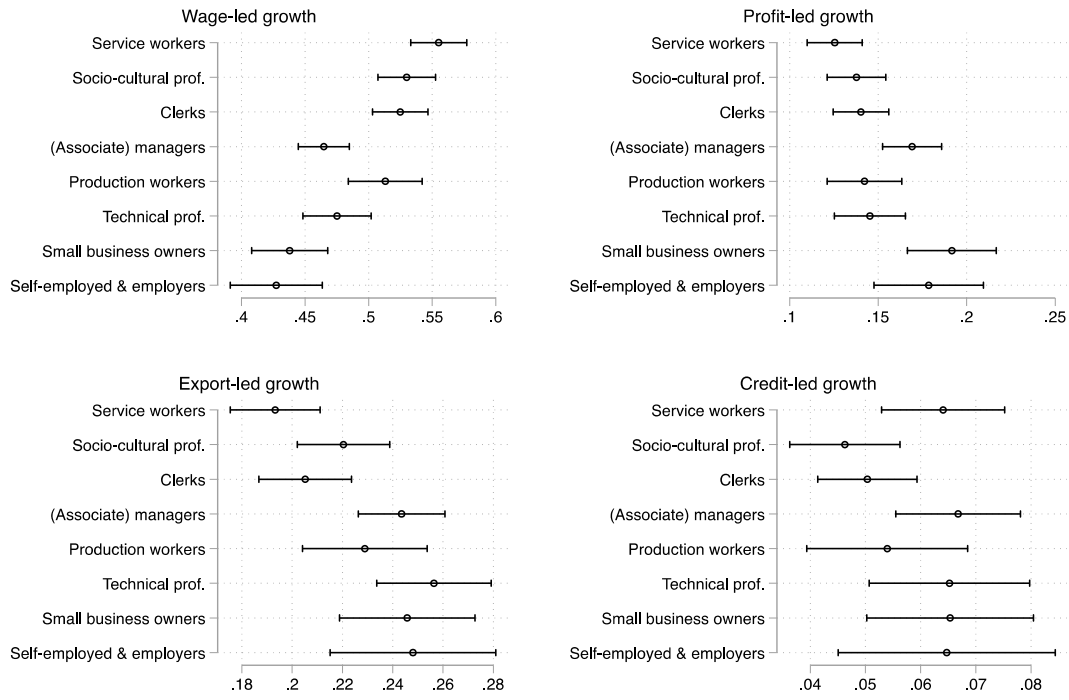 Wage-led growth
Service workers
Socio-cultural prof.
Clerks
(Associate) managers
Production workers
Technical prof.
Small business owners
Self-employed & employers
.4 .45 .5 .55 .6
Profit-led growth
Service workers
Socio-cultural prof.
Clerks
(Associate) managers
Production workers
Technical prof.
Small business owners
Self-employed & employers
.1 .15 .2 .25
Export-led growth
Service workers
Socio-cultural prof.
Clerks
(Associate) managers
Production workers
Technical prof.
Small business owners
Self-employed & employers
.18 .2 .22 .24 .26 .28
Credit-led growth
Service workers
Socio-cultural prof.
Clerks
(Associate) managers
Production workers
Technical prof.
Small business owners
Self-employed & employers
.04 .05 .06 .07 .08